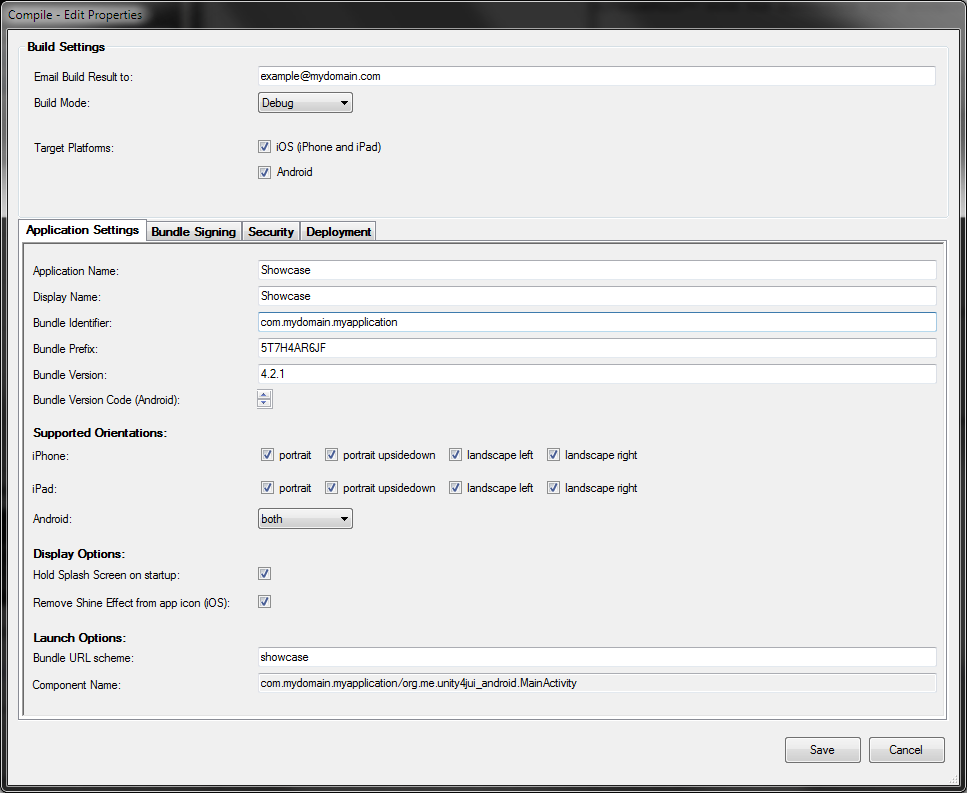 Compile - Edit Properties
Build Settings
Email Build Result to: example@mydomain.com
Build Mode: Debug
Target Platforms: iOS (iPhone and iPad)
Android
Application Settings Bundle Signing Security Deployment
Application Name: Showcase
Display Name: Showcase
Bundle Identifier: com.mydomain.myapplication
Bundle Prefix: 5T7H4AR6JF
Bundle Version: 4.2.1
Bundle Version Code (Android):
Supported Orientations:
iPhone: portrait portrait upsidedown landscape left landscape right
iPad: portrait portrait upsidedown landscape left landscape right
Android: both
Display Options:
Hold Splash Screen on startup:
Remove Shine Effect from app icon (iOS):
Launch Options:
Bundle URL scheme: showcase
Component Name: com.mydomain.myapplication/org.me.unity4jui_android.MainActivity
Save Cancel